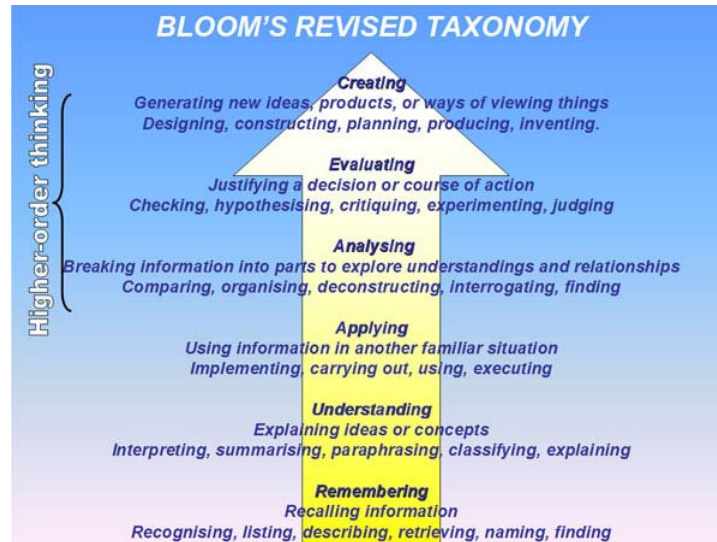 BLOOM'S REVISED TAXONOMY
Higher-order thinking
Creating
Generating new ideas, products, or ways of viewing things
Designing, constructing, planning, producing, inventing.
Evaluating
Justifying a decision or course of action
Checking, hypothesising, critiquing, experimenting, judging
Analysing
Breaking information into parts to explore understandings and relationships
Comparing, organising, deconstructing, interrogating, finding
Applying
Using information in another familiar situation
Implementing, carrying out, using, executing
Understanding
Explaining ideas or concepts
Interpreting, summarising, paraphrasing, classifying, explaining
Remembering
Recalling information
Recognising, listing, describing, retrieving, naming, finding